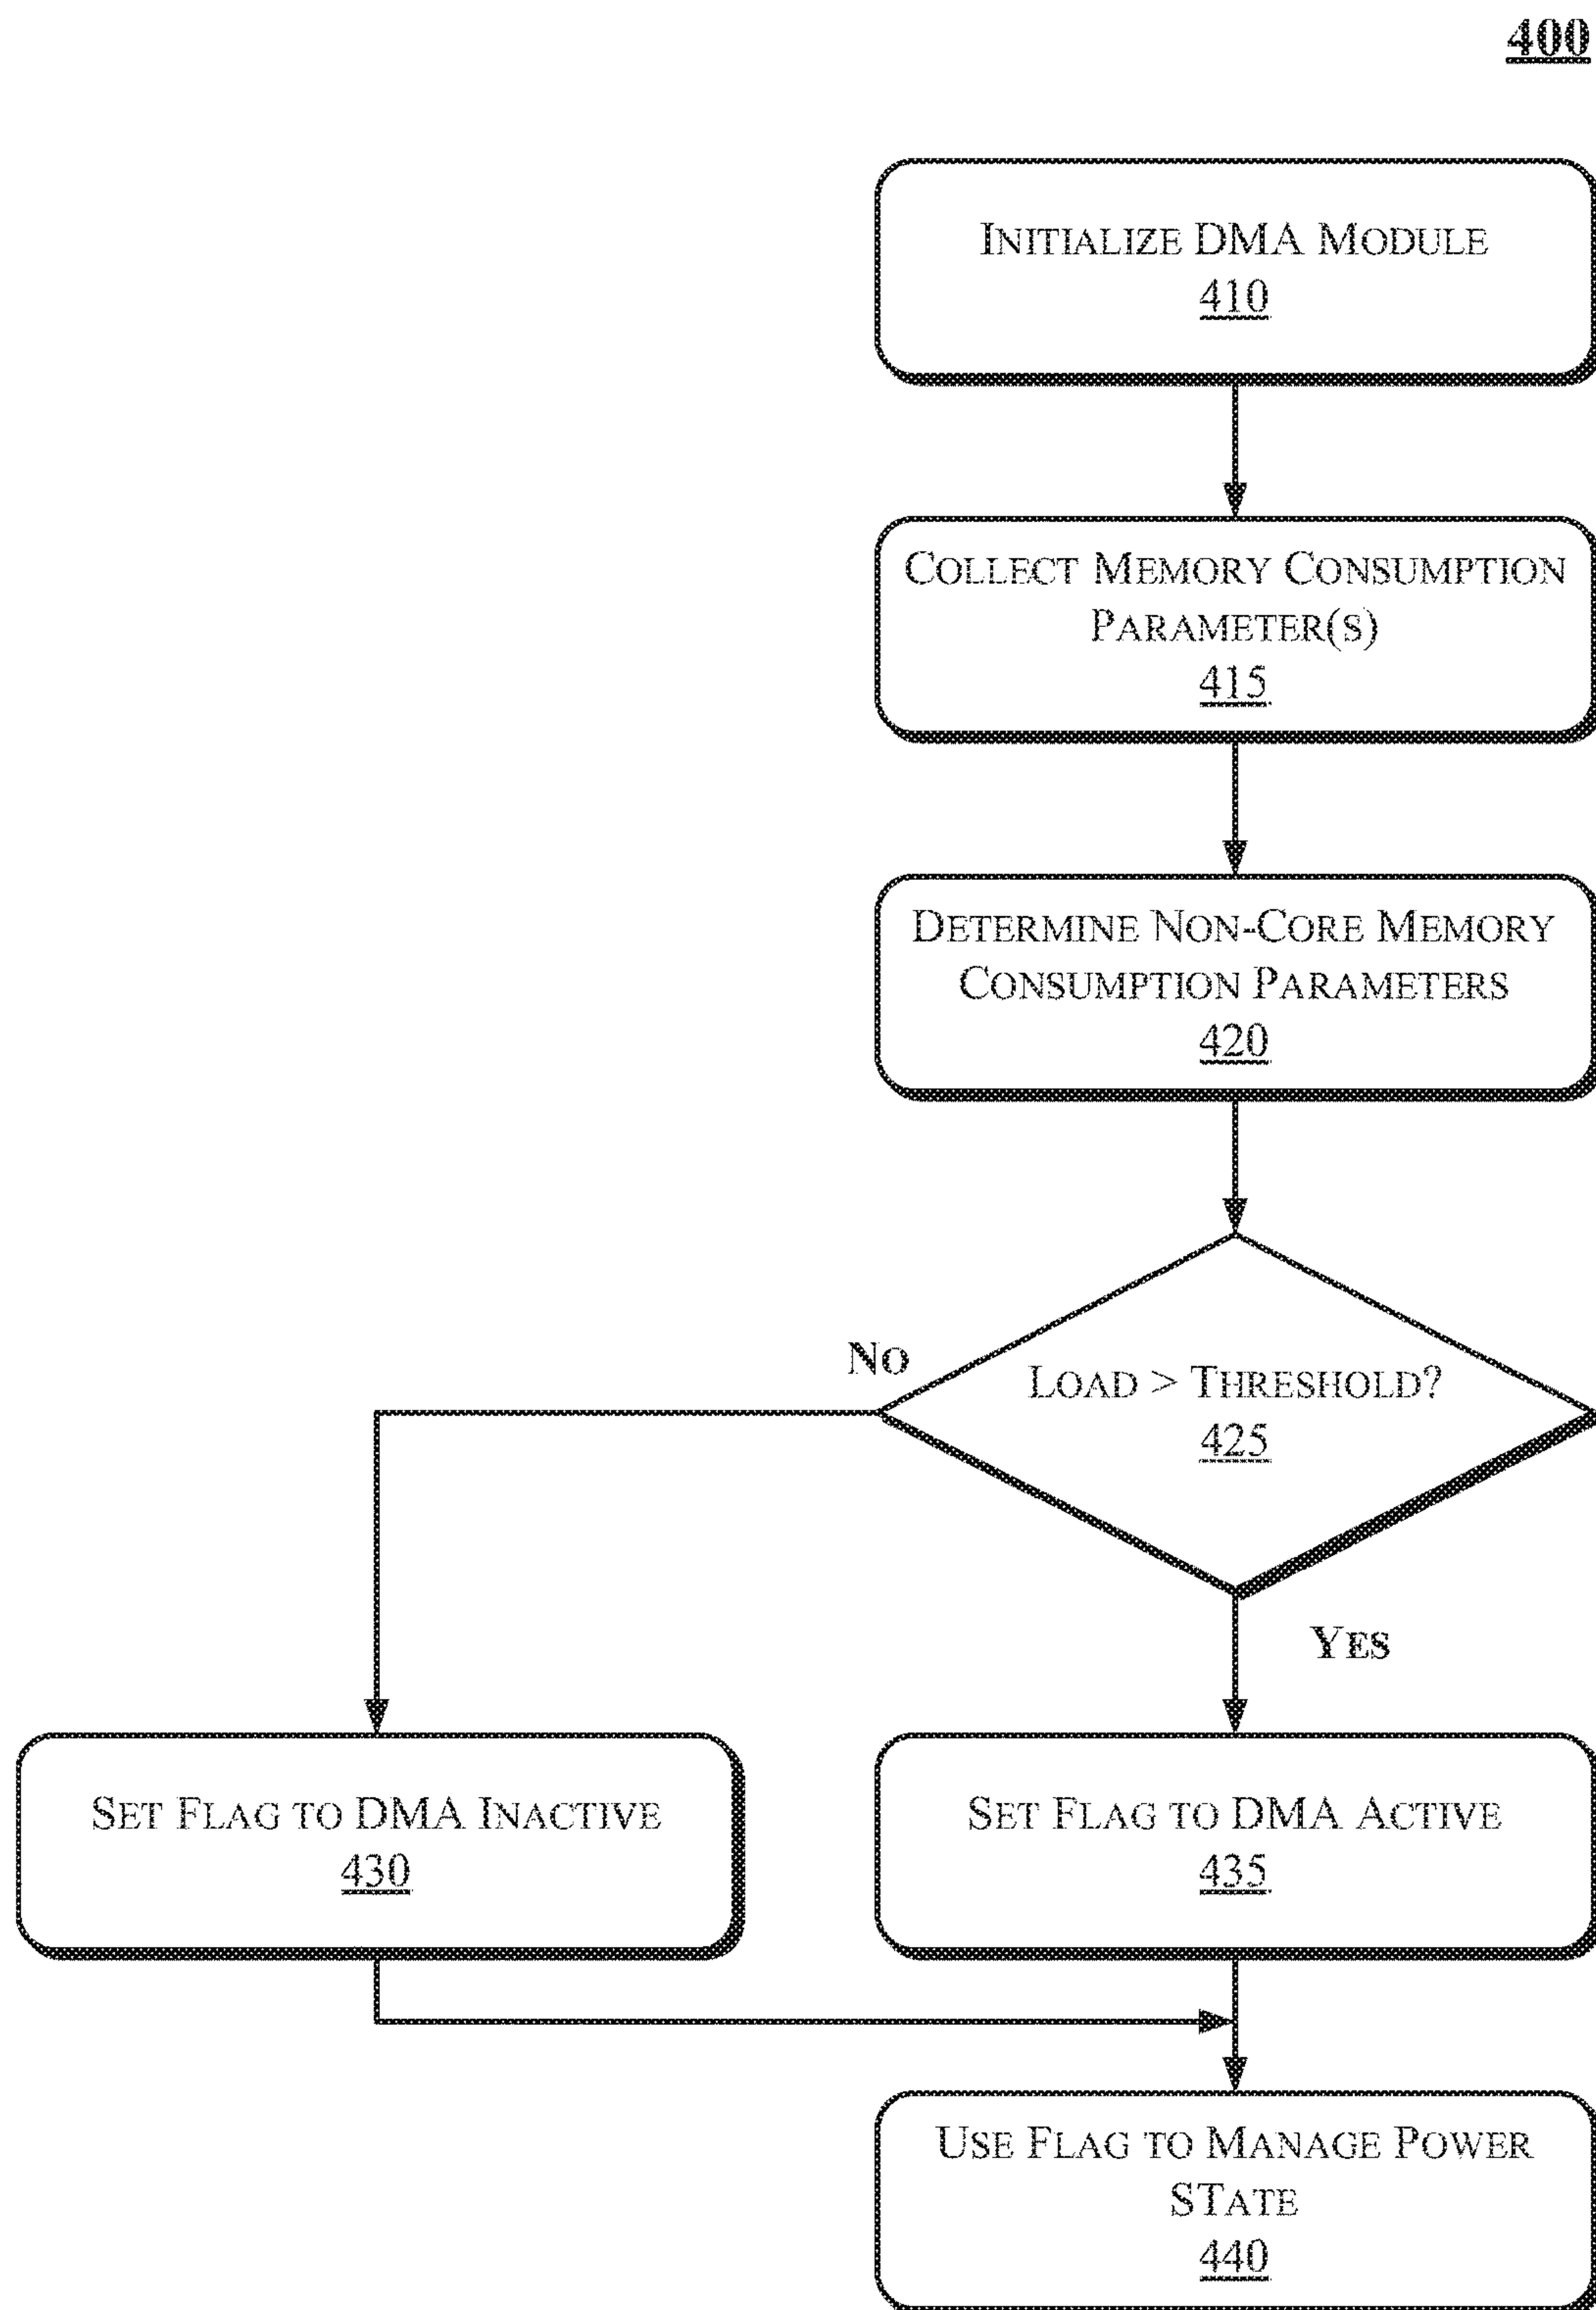 400
INITIALIZE DMA MODULE
410
COLLECT MEMORY CONSUMPTION
PARAMETER(S)
415
DETERMINE NON-CORE MEMORY
CONSUMPTION PARAMETERS
420
NO
LOAD > THRESHOLD?
425
YES
SET FLAG TO DMA INACTIVE
430
SET FLAG TO DMA ACTIVE
435
USE FLAG TO MANAGE POWER
STATE
440